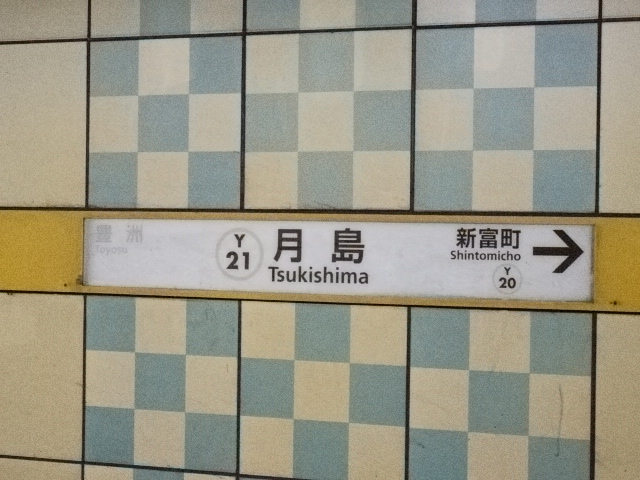 豊洲
Toyosu
Y
21
月島
Tsukishima
新富町
Shintomicho
Y
20